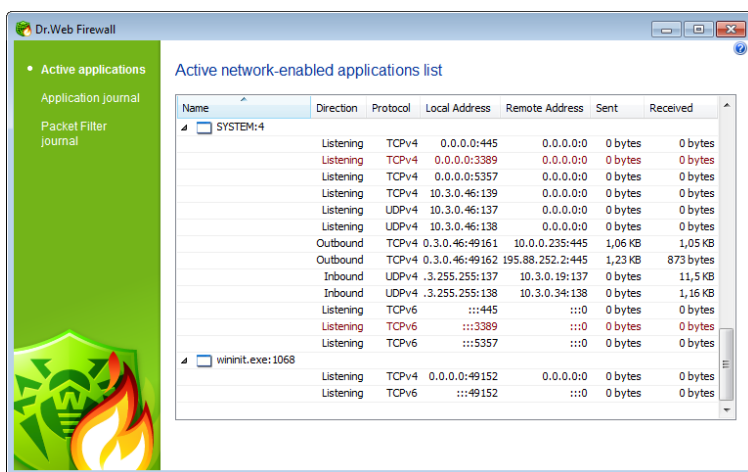 Dr.Web Firewall
• Active applications
Application journal
Packet Filter
journal
Active network-enabled applications list
Name Direction Protocol Local Address Remote Address Sent Received
SYSTEM:4
Listening TCPv4 0.0.0.0:445 0.0.0.0:0 0 bytes 0 bytes
Listening TCPv4 0.0.0.0:3389 0.0.0.0:0 0 bytes 0 bytes
Listening TCPv4 0.0.0.0:5357 0.0.0.0:0 0 bytes 0 bytes
Listening TCPv4 10.3.0.46:139 0.0.0.0:0 0 bytes 0 bytes
Listening UDPv4 10.3.0.46:137 0.0.0.0:0 0 bytes 0 bytes
Listening UDPv4 10.3.0.46:138 0.0.0.0:0 0 bytes 0 bytes
Outbound TCPv4 0.3.0.46:49161 10.0.0.235:445 1,06 KB 1,05 KB
Outbound TCPv4 0.3.0.46:49162 195.88.252.2:445 1,23 KB 873 bytes
Inbound UDPv4 .3.255.255:137 10.3.0.19:137 0 bytes 11,5 KB
Inbound UDPv4 .3.255.255:138 10.3.0.34:138 0 bytes 1,16 KB
Listening TCPv6 :::445 :::0 0 bytes 0 bytes
Listening TCPv6 :::3389 :::0 0 bytes 0 bytes
Listening TCPv6 :::5357 :::0 0 bytes 0 bytes
wininit.exe:1068
Listening TCPv4 0.0.0.0:49152 0.0.0.0:0 0 bytes 0 bytes
Listening TCPv6 :::49152 :::0 0 bytes 0 bytes